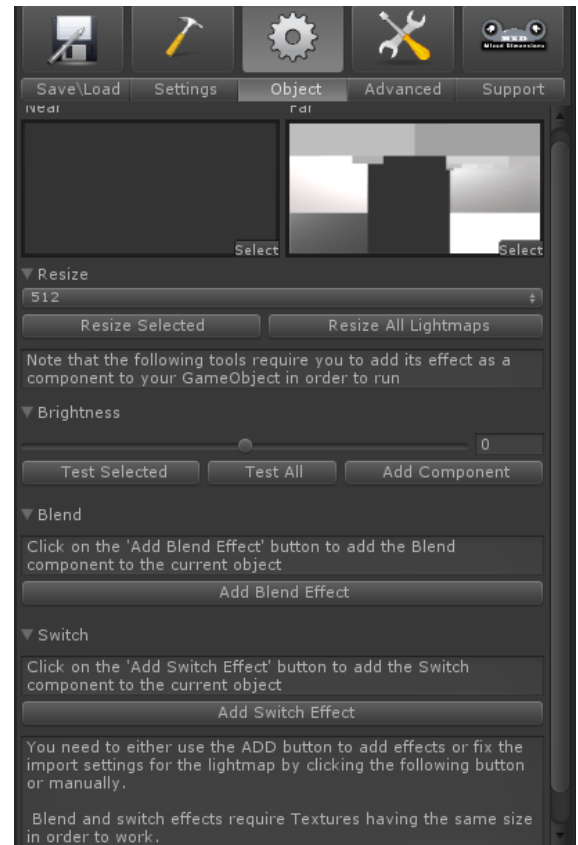 MXD
Mixed Dimensions
Save\Load Settings Object Advanced Support
Near Far
Select Select
Resize
512
Resize Selected Resize All Lightmaps
Note that the following tools require you to add its effect as a
component to your GameObject in order to run
Brightness
0
Test Selected Test All Add Component
Blend
Click on the 'Add Blend Effect' button to add the Blend
component to the current object
Add Blend Effect
Switch
Click on the 'Add Switch Effect' button to add the Switch
component to the current object
Add Switch Effect
You need to either use the ADD button to add effects or fix the
import settings for the lightmap by clicking the following button
or manually.
Blend and switch effects require Textures having the same size
in order to work.